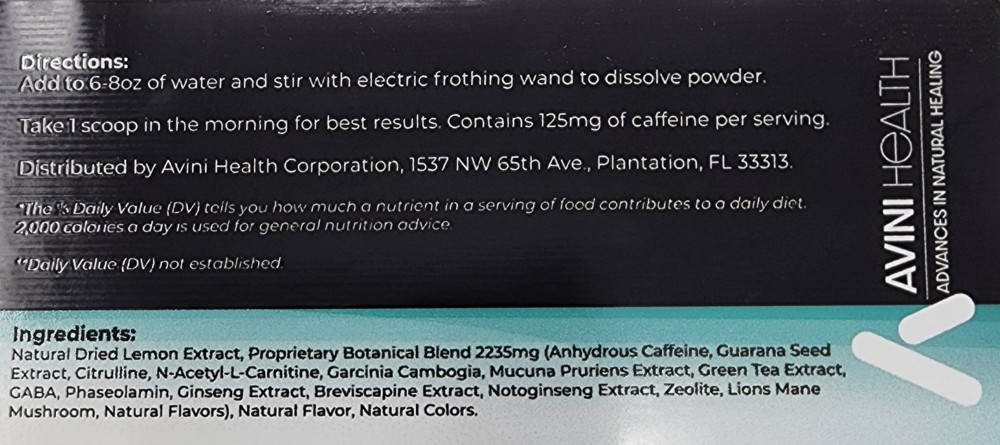 Directions:
Add to 6-8oz of water and stir with electric frothing wand to dissolve powder.
Take 1 scoop in the morning for best results. Contains 125mg of caffeine per serving.
Distributed by Avini Health Corporation, 1537 NW 65th Ave., Plantation, FL 33313.
*The % Daily Value (DV) tells you how much a nutrient in a serving of food contributes to a daily diet.
2,000 calories a day is used for general nutrition advice.
**Daily Value (DV) not established.
AVINI HEALTH
ADVANCES IN NATURAL HEALING
Ingredients:
Natural Dried Lemon Extract, Proprietary Botanical Blend 2235mg (Anhydrous Caffeine, Guarana Seed
Extract, Citrulline, N-Acetyl-L-Carnitine, Garcinia Cambogia, Mucuna Pruriens Extract, Green Tea Extract,
GABA, Phaseolamin, Ginseng Extract, Breviscapine Extract, Notoginseng Extract, Zeolite, Lions Mane
Mushroom, Natural Flavors), Natural Flavor, Natural Colors.